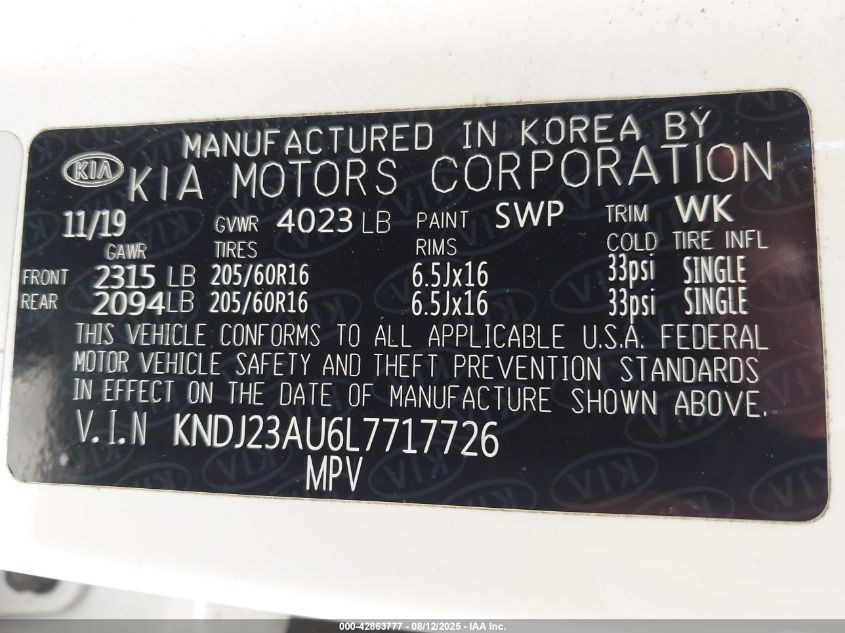 MANUFACTURED IN KOREA BY
KIA KIA MOTORS CORPORATION
11/19 GVWR 4023 LB PAINT SWP TRIM WK
GAWR TIRES RIMS COLD TIRE INFL
FRONT 2315 LB 205/60R16 6.5Jx16 33psi SINGLE
REAR 2094 LB 205/60R16 6.5Jx16 33psi SINGLE
THIS VEHICLE CONFORMS TO ALL APPLICABLE U.S.A. FEDERAL
MOTOR VEHICLE SAFETY AND THEFT PREVENTION STANDARDS
IN EFFECT ON THE DATE OF MANUFACTURE SHOWN ABOVE.
V.I.N KNDJ23AU6L7717726
MPV
000-42863777 - 08/12/2025 - IAA Inc.